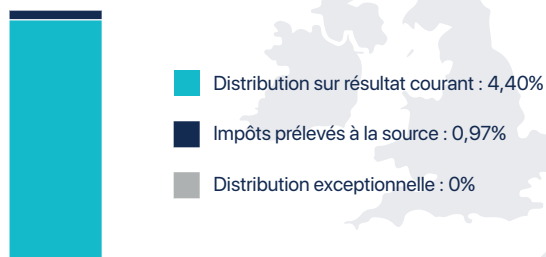 Distribution sur résultat courant : 4,40%
Impôts prélevés à la source : 0,97%
Distribution exceptionnelle : 0%